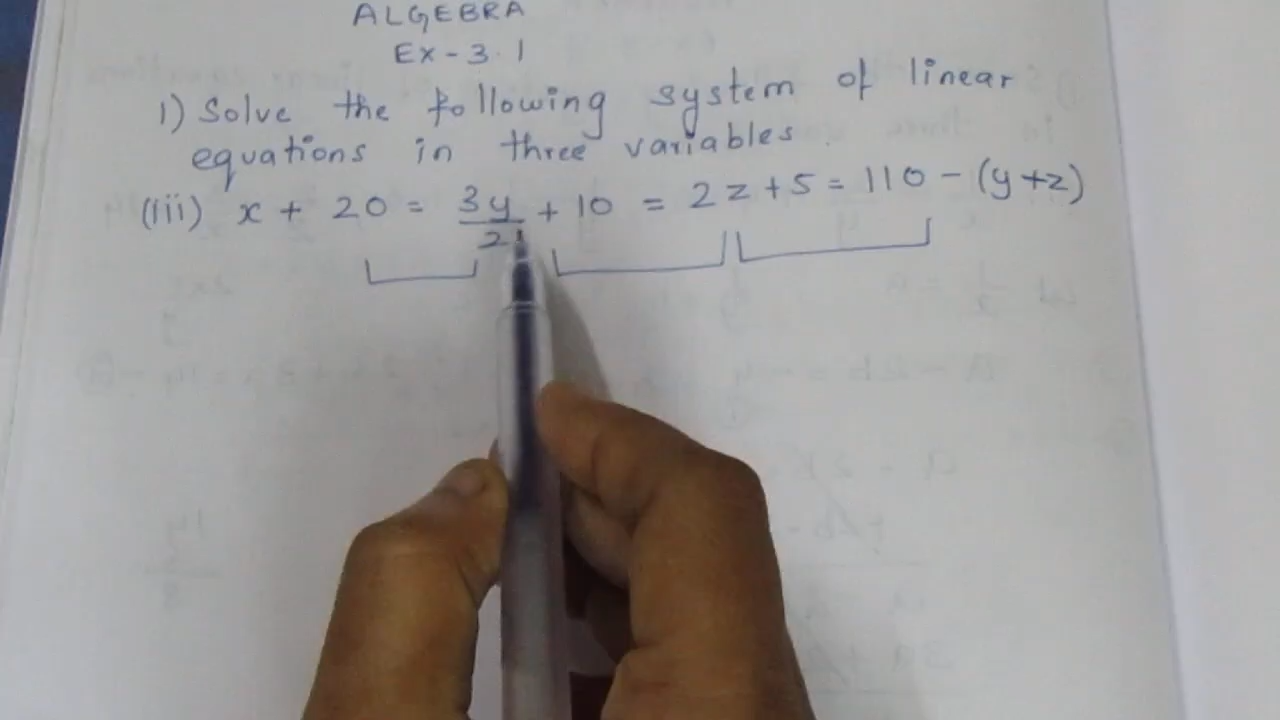 ALGEBRA
EX-3.1
1) Solve the following system of linear
equations in three variables.
(iii) x + 20 = 3y/2 + 10 = 2z+5 = 110-(y+z)